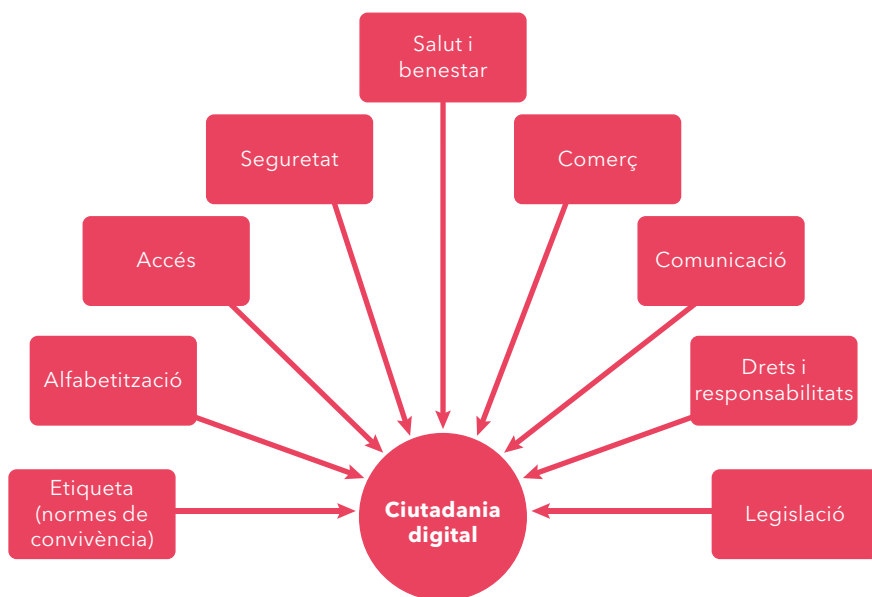 Salut i
benestar
Seguretat
Comerç
Accés
Comunicació
Alfabetització
Drets i
responsabilitats
Etiqueta
(normes de
convivència)
Ciutadania
digital
Legislació